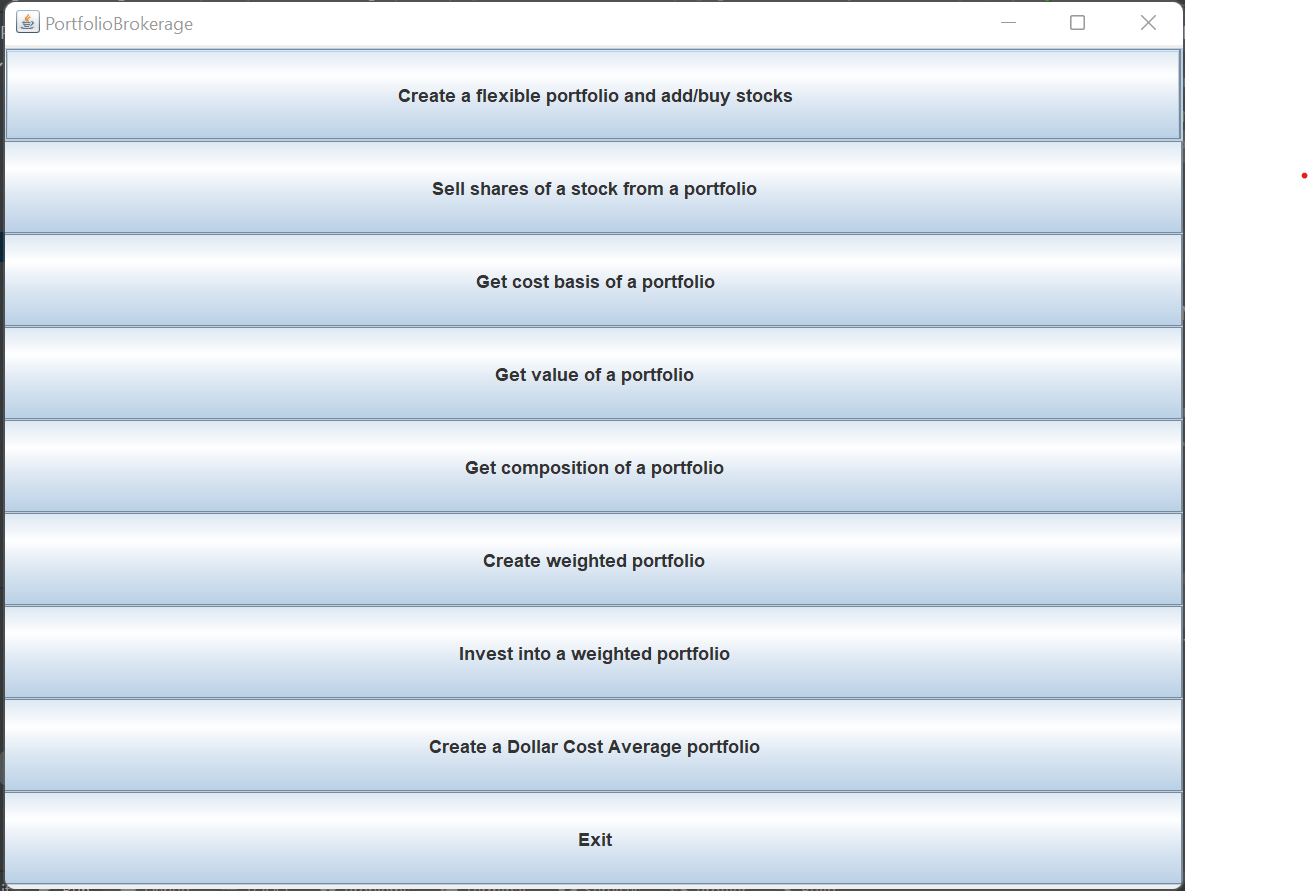 PortfolioBrokerage
Create a flexible portfolio and add/buy stocks
Sell shares of a stock from a portfolio
Get cost basis of a portfolio
Get value of a portfolio
Get composition of a portfolio
Create weighted portfolio
Invest into a weighted portfolio
Create a Dollar Cost Average portfolio
Exit